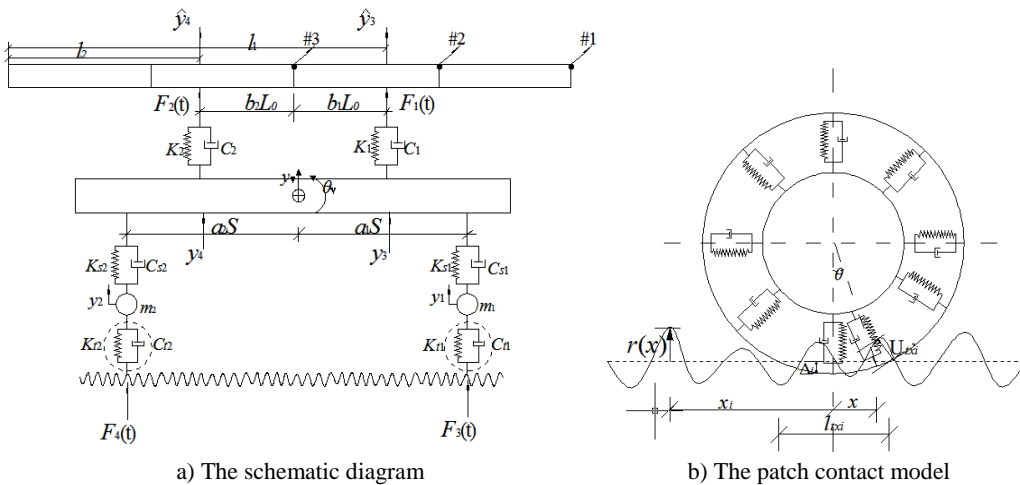 ŷ₄ ŷ₃
l₁ #3 #2 #1
l₂
F₂(t) b₂L₀ b₁L₀ F₁(t)
K₂ C₂ K₁ C₁
y θ
a₂S a₁S
y₄ y₃
Kₛ₂ Cₛ₂ Kₛ₁ Cₛ₁
y₂ m₂ y₁ m₁
Kₜ₂ Cₜ₂ Kₜ₁ Cₜ₁
F₄(t) F₃(t)
a) The schematic diagram
θ
r(x) Uₜₓᵢ
Δᵢ
xᵢ x
lₜₓᵢ
b) The patch contact model